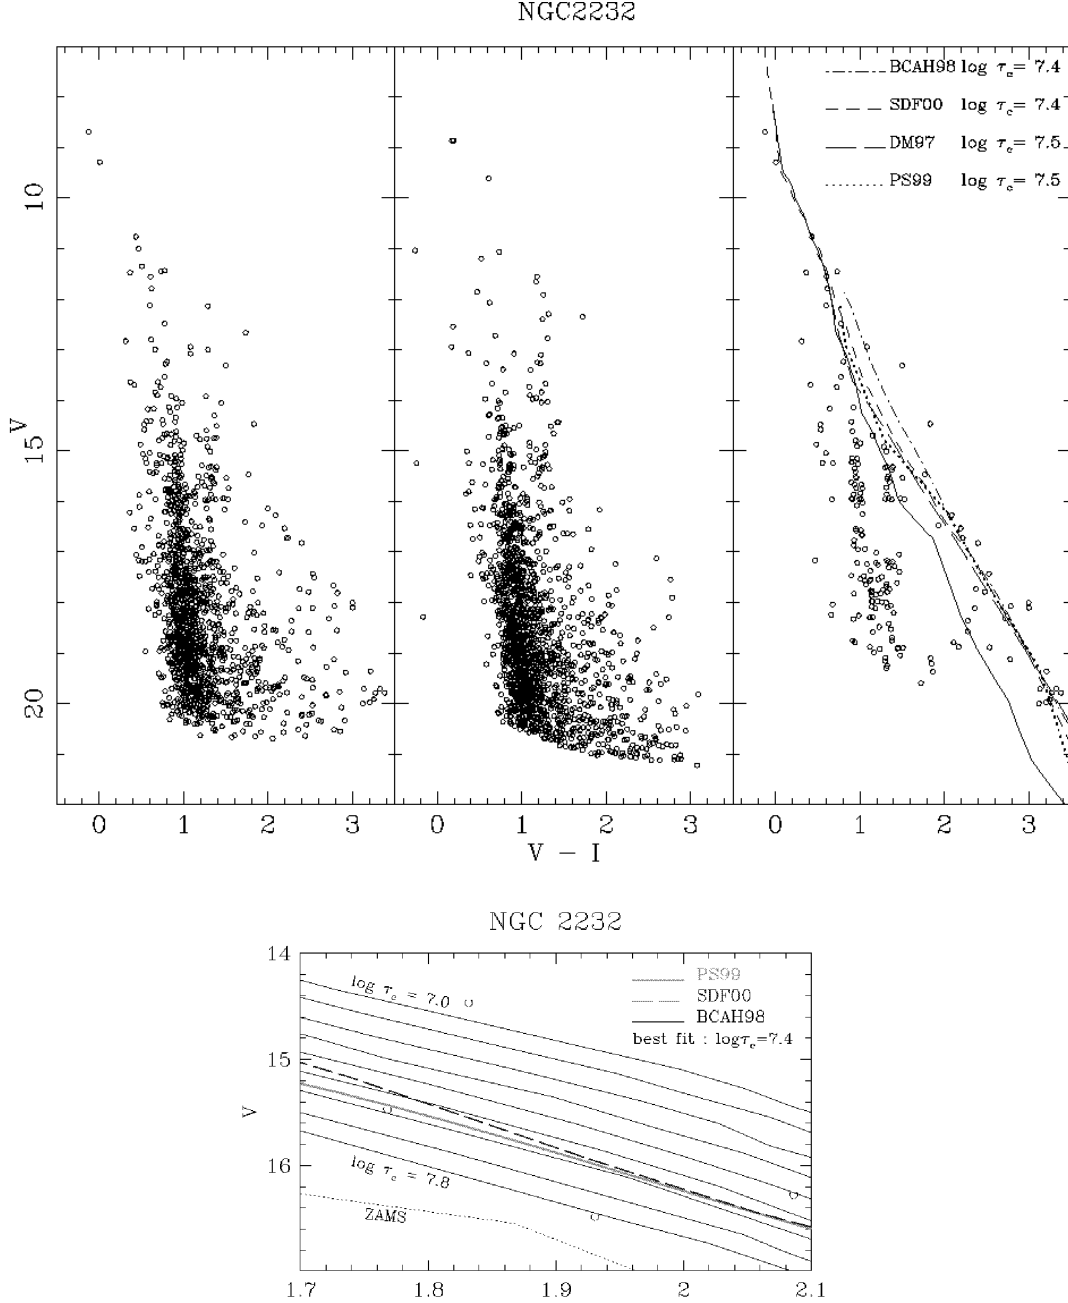 NGC2232
BCAH98 log τc= 7.4
SDF00 log τc= 7.4
DM97 log τc= 7.5
PS99 log τc= 7.5
10
15
20
V
0 1 2 3
0 1 2 3
0 1 2 3
V – I
NGC 2232
14
15
16
V
log τc = 7.0
PS99
SDF00
BCAH98
best fit : logτc=7.4
log τc = 7.8
ZAMS
1.7 1.8 1.9 2 2.1